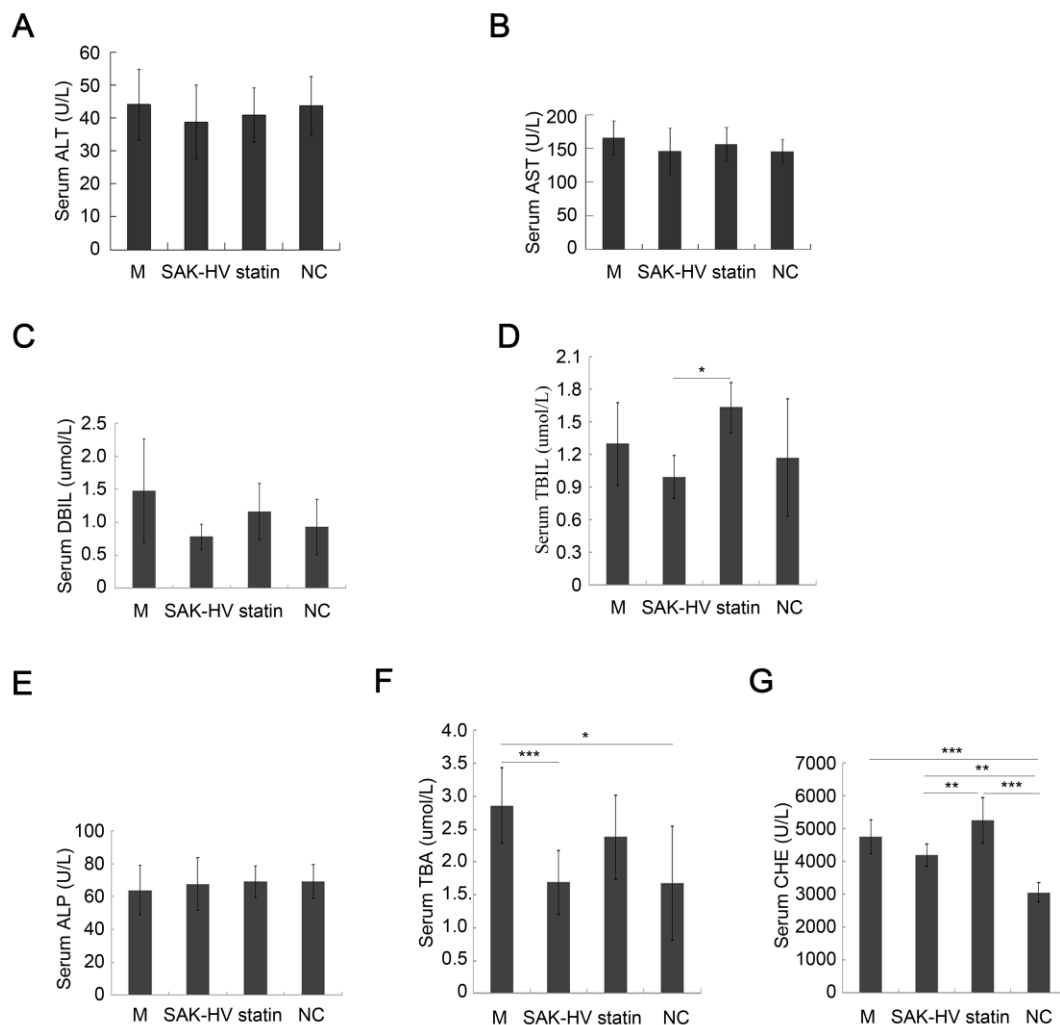 A
Serum ALT (U/L)
60
50
40
30
20
10
0
M SAK-HV statin NC
B
Serum AST (U/L)
200
150
100
50
0
M SAK-HV statin NC
C
Serum DBIL (umol/L)
2.5
2.0
1.5
1.0
0.5
0
M SAK-HV statin NC
D
Serum TBIL (umol/L)
2.1
1.8
1.5
1.2
0.9
0.6
0.3
0
*
M SAK-HV statin NC
E
Serum ALP (U/L)
100
80
60
40
20
0
M SAK-HV statin NC
F
Serum TBA (umol/L)
4.0
3.5
3.0
2.5
2.0
1.5
1.0
0.5
0
*
***
M SAK-HV statin NC
G
Serum CHE (U/L)
7000
6000
5000
4000
3000
2000
1000
0
***
**
** ***
M SAK-HV statin NC